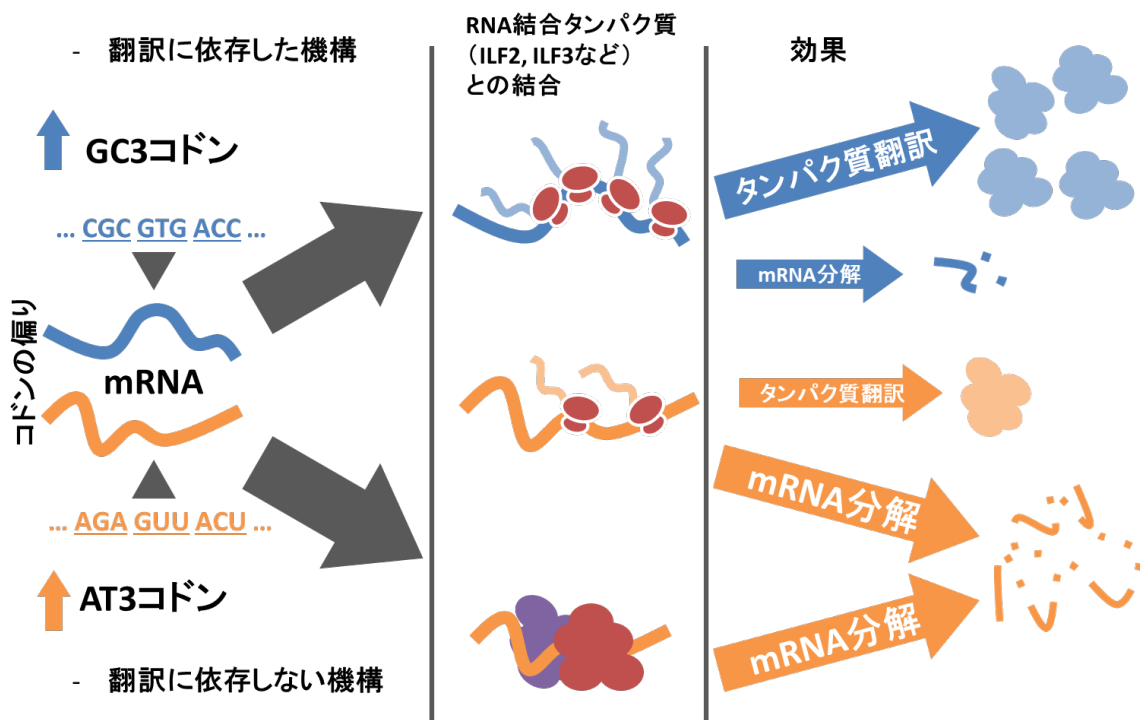 - 翻訳に依存した機構
GC3コドン
... CGC GTG ACC ...
コドンの偏り
mRNA
... AGA GUU ACU ...
AT3コドン
- 翻訳に依存しない機構
RNA結合タンパク質
（ILF2, ILF3など）
との結合
効果
タンパク質翻訳
mRNA分解
タンパク質翻訳
mRNA分解
mRNA分解